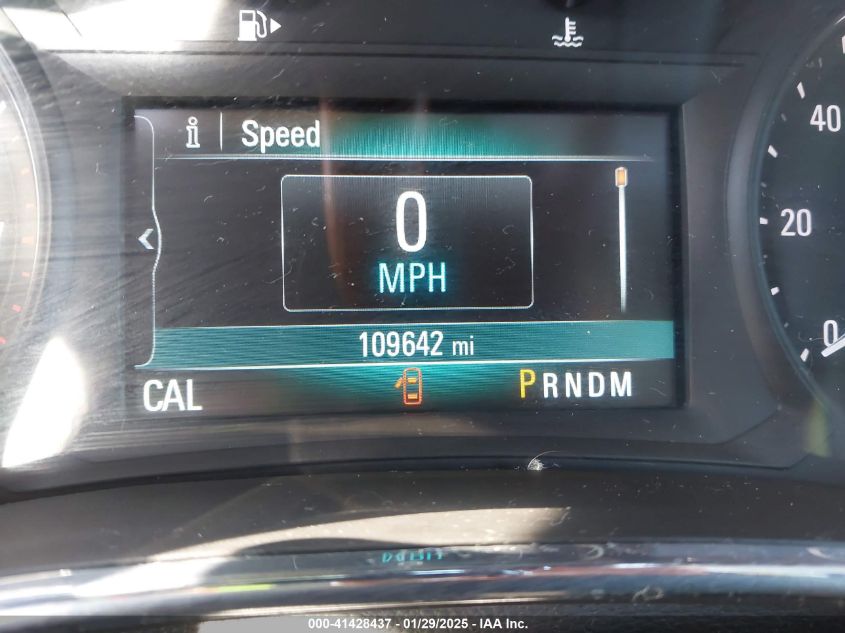 i | Speed
40
0
MPH
20
109642 mi
0
CAL
PRNDM
000-41428437 - 01/29/2025 - IAA Inc.